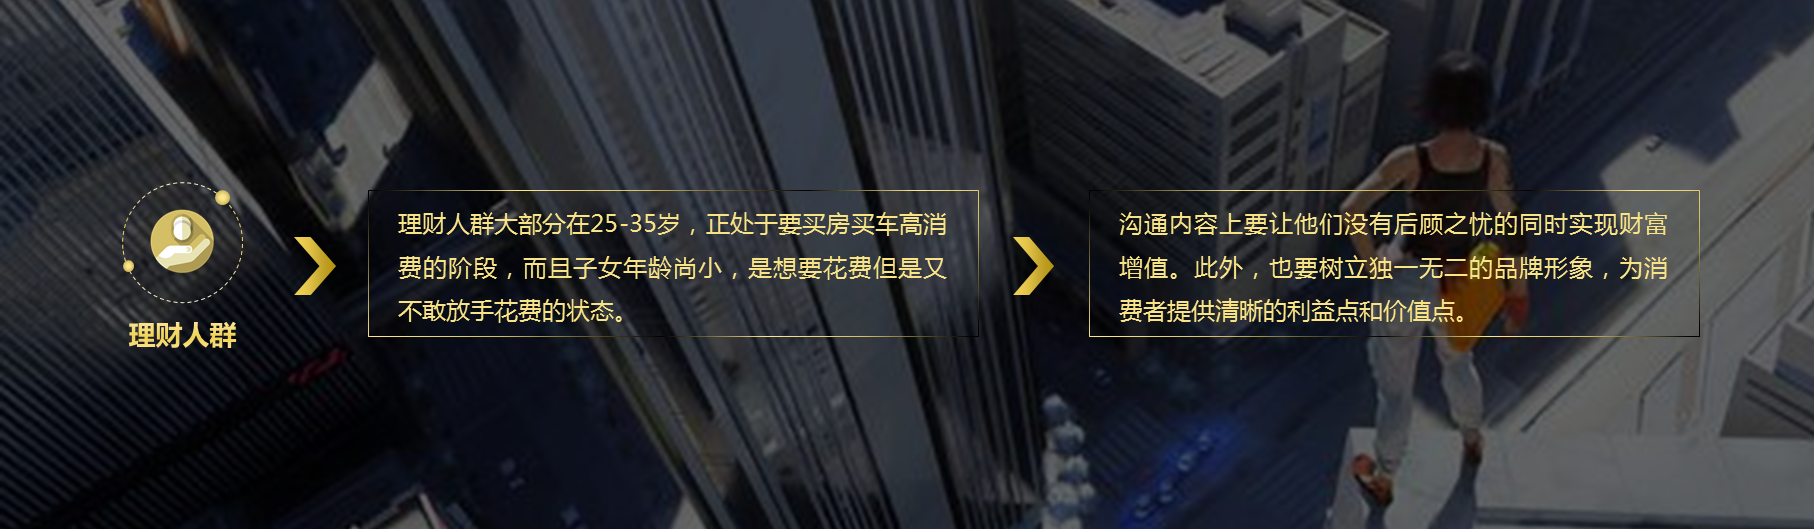 理财人群
理财人群大部分在25-35岁，正处于要买房买车高消
费的阶段，而且子女年龄尚小，是想要花费但是又
不敢放手花费的状态。
沟通内容上要让他们没有后顾之忧的同时实现财富
增值。此外，也要树立独一无二的品牌形象，为消
费者提供清晰的利益点和价值点。